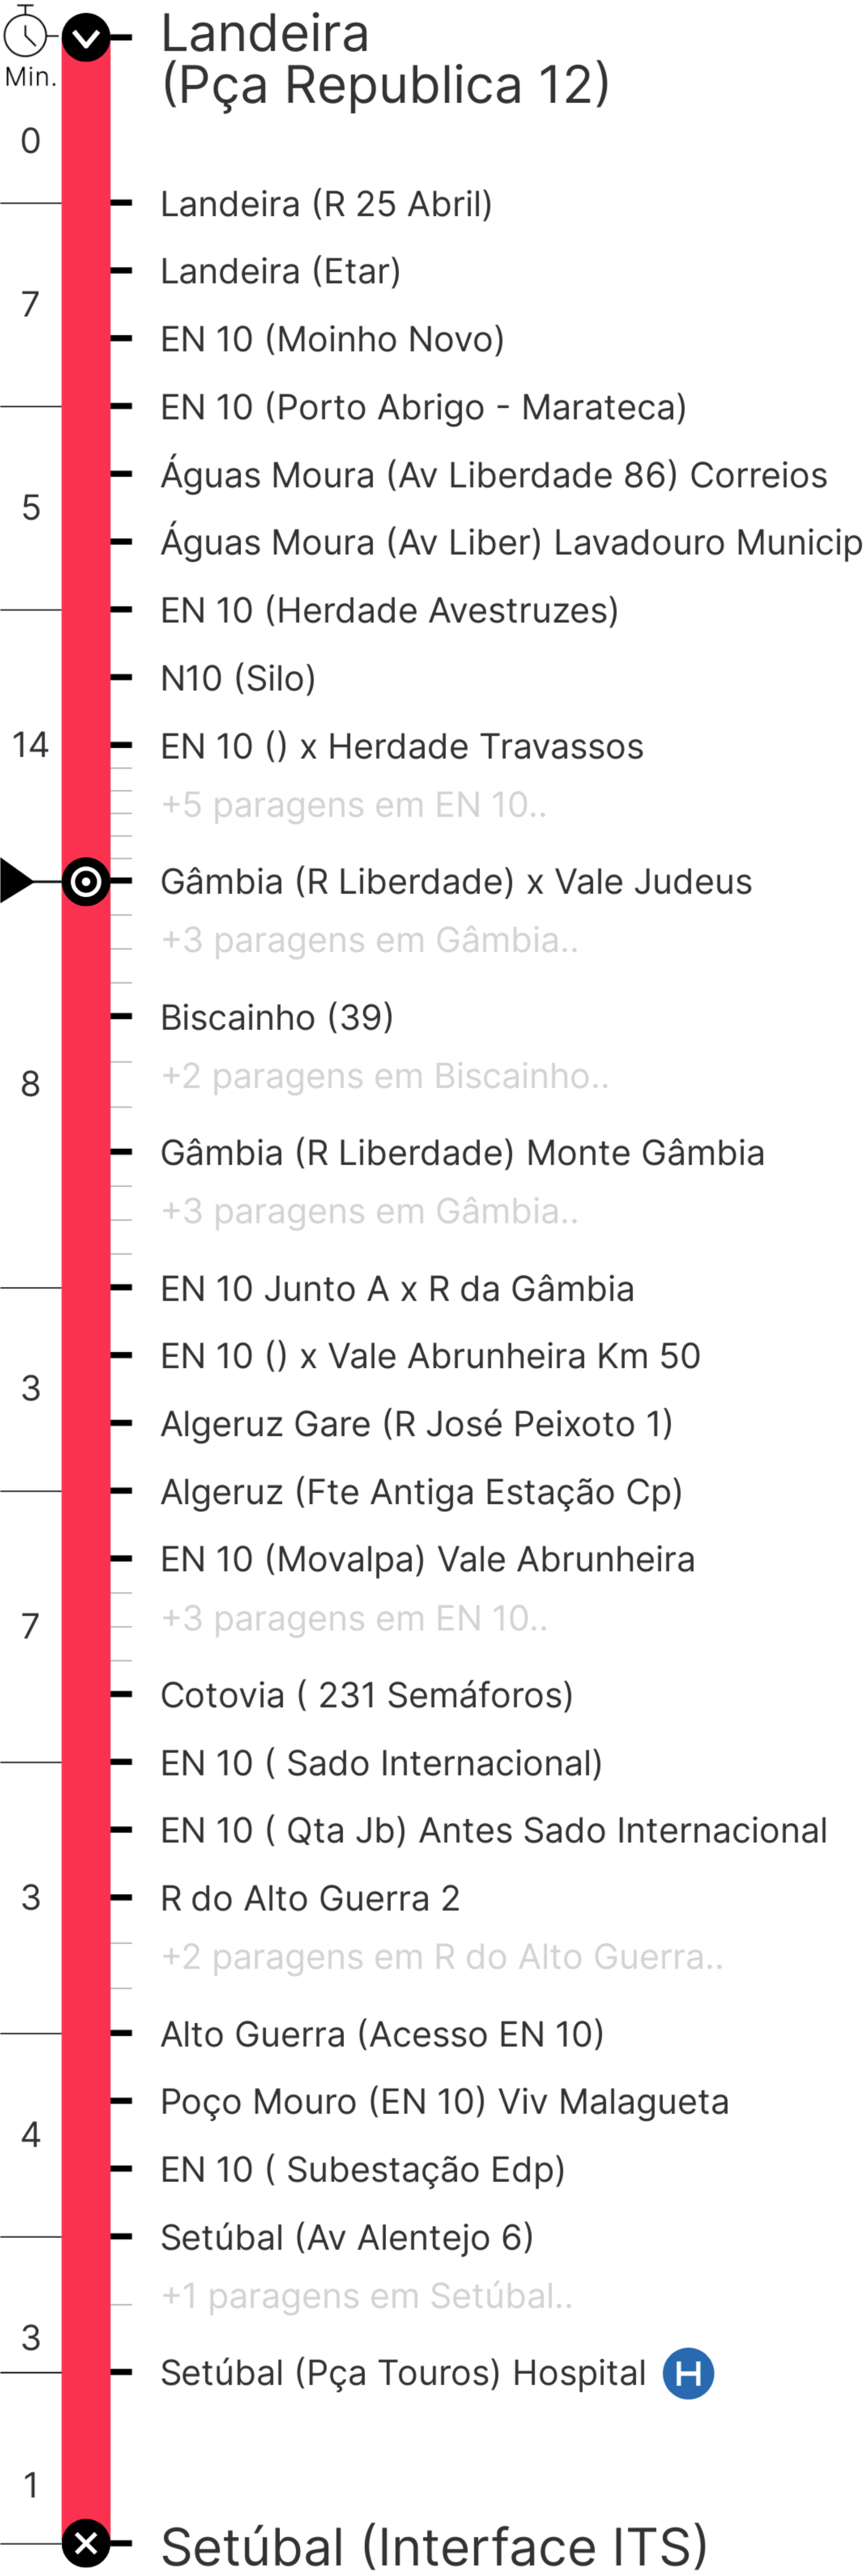 Landeira
(Pça Republica 12)
Min.
0
Landeira (R 25 Abril)
Landeira (Etar)
7
EN 10 (Moinho Novo)
EN 10 (Porto Abrigo - Marateca)
Águas Moura (Av Liberdade 86) Correios
5
Águas Moura (Av Liber) Lavadouro Municip
EN 10 (Herdade Avestruzes)
N10 (Silo)
14
EN 10 () x Herdade Travassos
+5 paragens em EN 10..
Gâmbia (R Liberdade) x Vale Judeus
+3 paragens em Gâmbia..
Biscainho (39)
+2 paragens em Biscainho..
8
Gâmbia (R Liberdade) Monte Gâmbia
+3 paragens em Gâmbia..
EN 10 Junto A x R da Gâmbia
EN 10 () x Vale Abrunheira Km 50
3
Algeruz Gare (R José Peixoto 1)
Algeruz (Fte Antiga Estação Cp)
EN 10 (Movalpa) Vale Abrunheira
+3 paragens em EN 10..
7
Cotovia ( 231 Semáforos)
EN 10 ( Sado Internacional)
EN 10 ( Qta Jb) Antes Sado Internacional
3
R do Alto Guerra 2
+2 paragens em R do Alto Guerra..
Alto Guerra (Acesso EN 10)
Poço Mouro (EN 10) Viv Malagueta
4
EN 10 ( Subestação Edp)
Setúbal (Av Alentejo 6)
+1 paragens em Setúbal..
3
Setúbal (Pça Touros) Hospital H
1
Setúbal (Interface ITS)